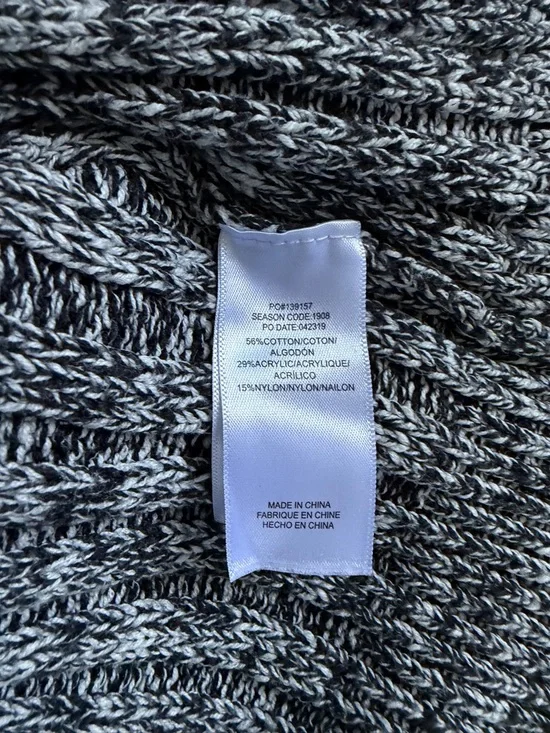 PO#139157
SEASON CODE:1908
PO DATE:042319
56%COTTON/COTON/
ALGODÓN
29%ACRYLIC/ACRYLIQUE/
ACRÍLICO
15%NYLON/NYLON/NAILON
MADE IN CHINA
FABRIQUE EN CHINE
HECHO EN CHINA